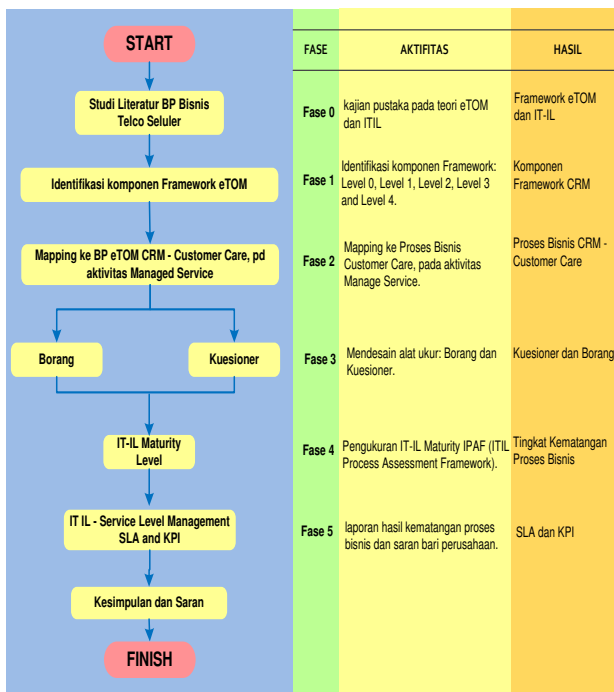 START
Studi Literatur BP Bisnis
Telco Seluler
Identifikasi komponen Framework eTOM
Mapping ke BP eTOM CRM - Customer Care, pd
aktivitas Managed Service
Borang
Kuesioner
IT-IL Maturity
Level
IT IL - Service Level Management
SLA and KPI
Kesimpulan dan Saran
FINISH
FASE
AKTIFITAS
HASIL
Fase 0
kajian pustaka pada teori eTOM
dan ITIL
Framework eTOM
dan IT-IL
Fase 1
Identifikasi komponen Framework:
Level 0, Level 1, Level 2, Level 3
and Level 4.
Komponen
Framework CRM
Fase 2
Mapping ke Proses Bisnis
Customer Care, pada aktivitas
Manage Service.
Proses Bisnis CRM -
Customer Care
Fase 3
Mendesain alat ukur: Borang dan
Kuesioner.
Kuesioner dan Borang
Fase 4
Pengukuran IT-IL Maturity IPAF (ITIL
Process Assessment Framework).
Tingkat Kematangan
Proses Bisnis
Fase 5
laporan hasil kematangan proses
bisnis dan saran bari perusahaan.
SLA dan KPI